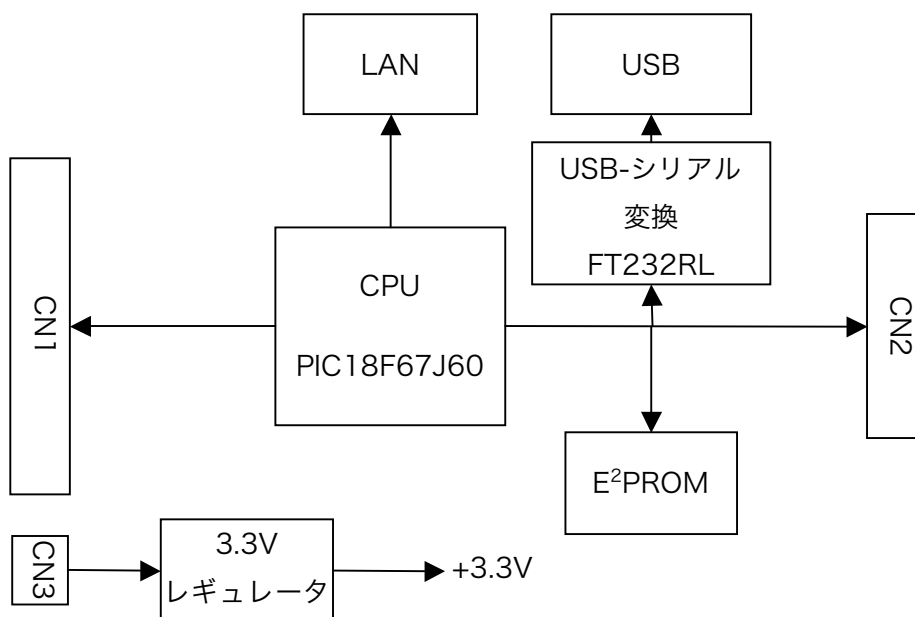 LAN
USB
USB-シリアル
変換
FT232RL
CN1
CPU
PIC18F67J60
CN2
E²PROM
CN3
3.3V
レギュレータ
+3.3V